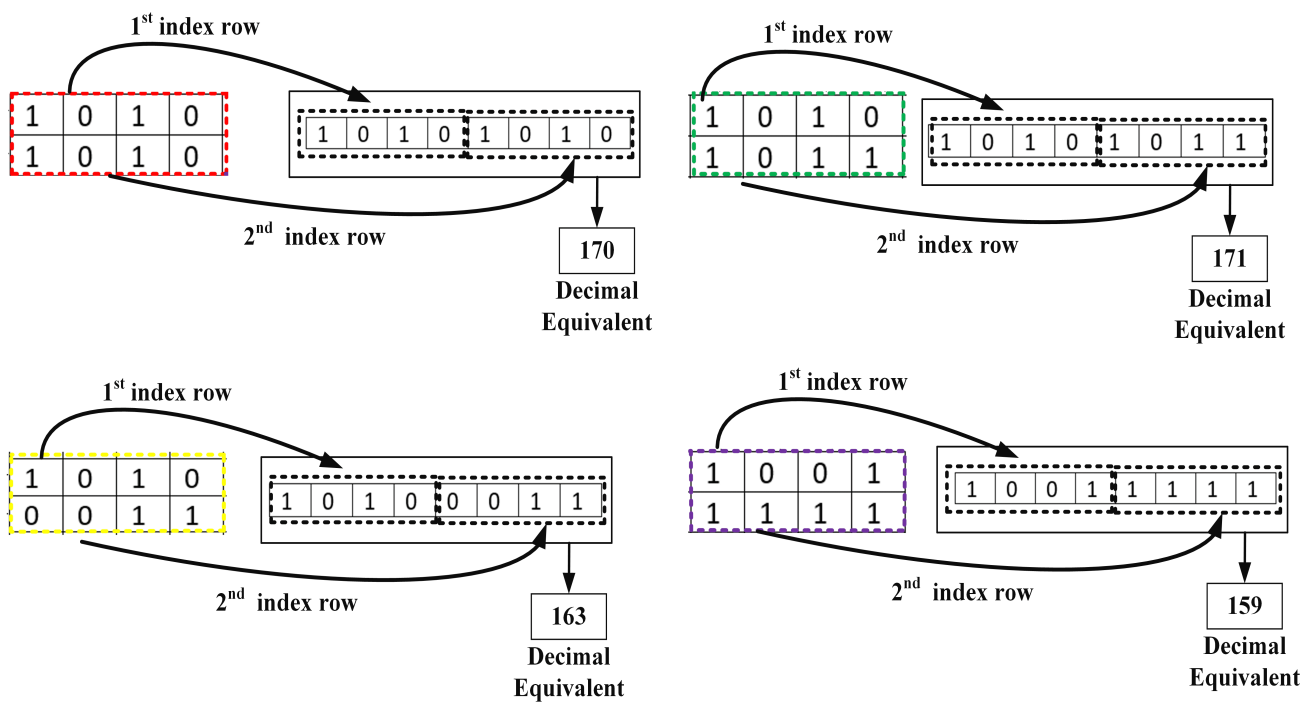 1st index row
1 0 1 0
1 0 1 0
1 0 1 0 1 0 1 0
2nd index row
170
Decimal
Equivalent
1st index row
1 0 1 0
1 0 1 1
1 0 1 0 1 0 1 1
2nd index row
171
Decimal
Equivalent
1st index row
1 0 1 0
0 0 1 1
1 0 1 0 0 0 1 1
2nd index row
163
Decimal
Equivalent
1st index row
1 0 0 1
1 1 1 1
1 0 0 1 1 1 1 1
2nd index row
159
Decimal
Equivalent